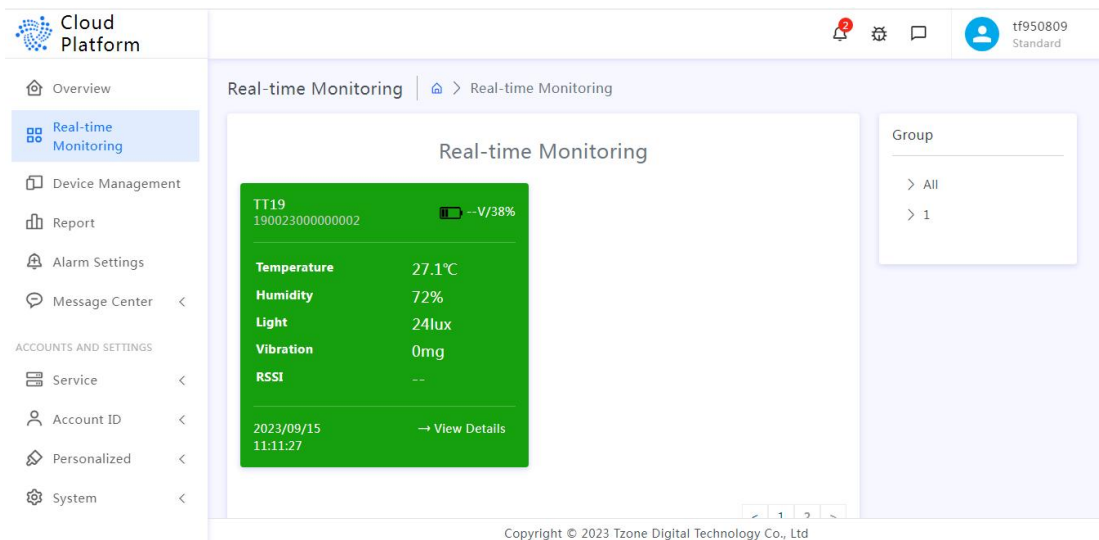 Cloud
Platform
2
tf950809
Standard
Overview
Real-time
Monitoring
Device Management
Report
Alarm Settings
Message Center <
ACCOUNTS AND SETTINGS
Service <
Account ID <
Personalized <
System <
Real-time Monitoring > Real-time Monitoring
Real-time Monitoring
TT19
190023000000002
--V/38%
Temperature 27.1℃
Humidity 72%
Light 24lux
Vibration 0mg
RSSI --
2023/09/15
11:11:27
→ View Details
< 1 2 >
Group
> All
> 1
Copyright © 2023 Tzone Digital Technology Co., Ltd